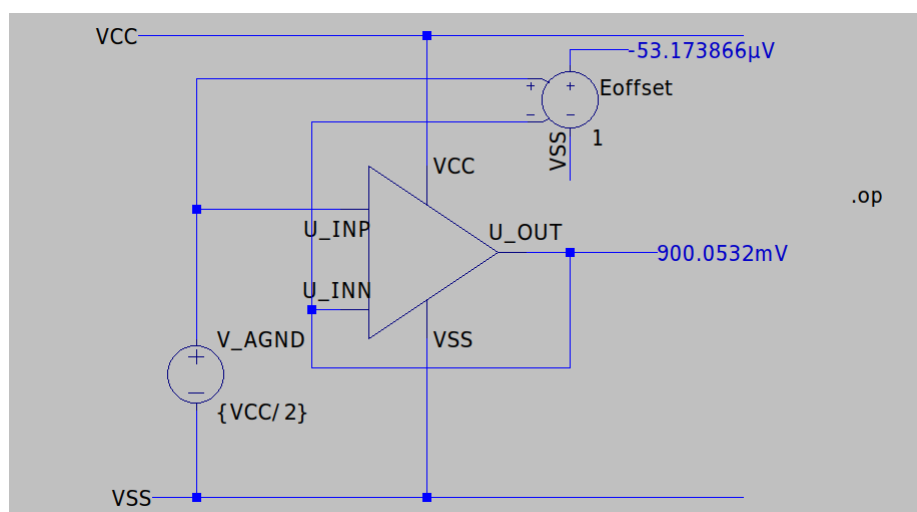 VCC
-53.173866µV
+
+
Eoffset
-
-
1
VSS
VCC
.op
U_INP
U_OUT
900.0532mV
U_INN
V_AGND
VSS
+
-
{VCC/2}
VSS